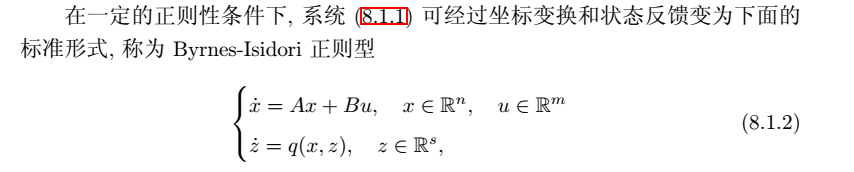 在一定的正则性条件下, 系统 (8.1.1) 可经过坐标变换和状态反馈变为下面的
标准形式, 称为 Byrnes-Isidori 正则型
ẋ = Ax + Bu, x ∈ ℝⁿ, u ∈ ℝᵐ
(8.1.2)
ż = q(x, z), z ∈ ℝˢ,